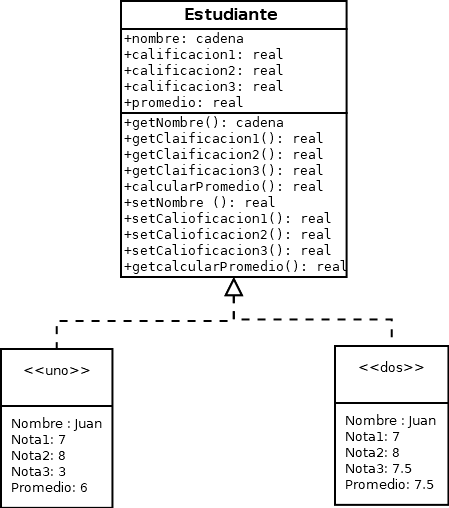 Estudiante
+nombre: cadena
+calificacion1: real
+calificacion2: real
+calificacion3: real
+promedio: real
+getNombre(): cadena
+getClaificacion1(): real
+getClaificacion2(): real
+getClaificacion3(): real
+calcularPromedio(): real
+setNombre (): real
+setCalioficacion1(): real
+setCalioficacion2(): real
+setCalioficacion3(): real
+getcalcularPromedio(): real
<<uno>>
Nombre : Juan
Nota1: 7
Nota2: 8
Nota3: 3
Promedio: 6
<<dos>>
Nombre : Juan
Nota1: 7
Nota2: 8
Nota3: 7.5
Promedio: 7.5